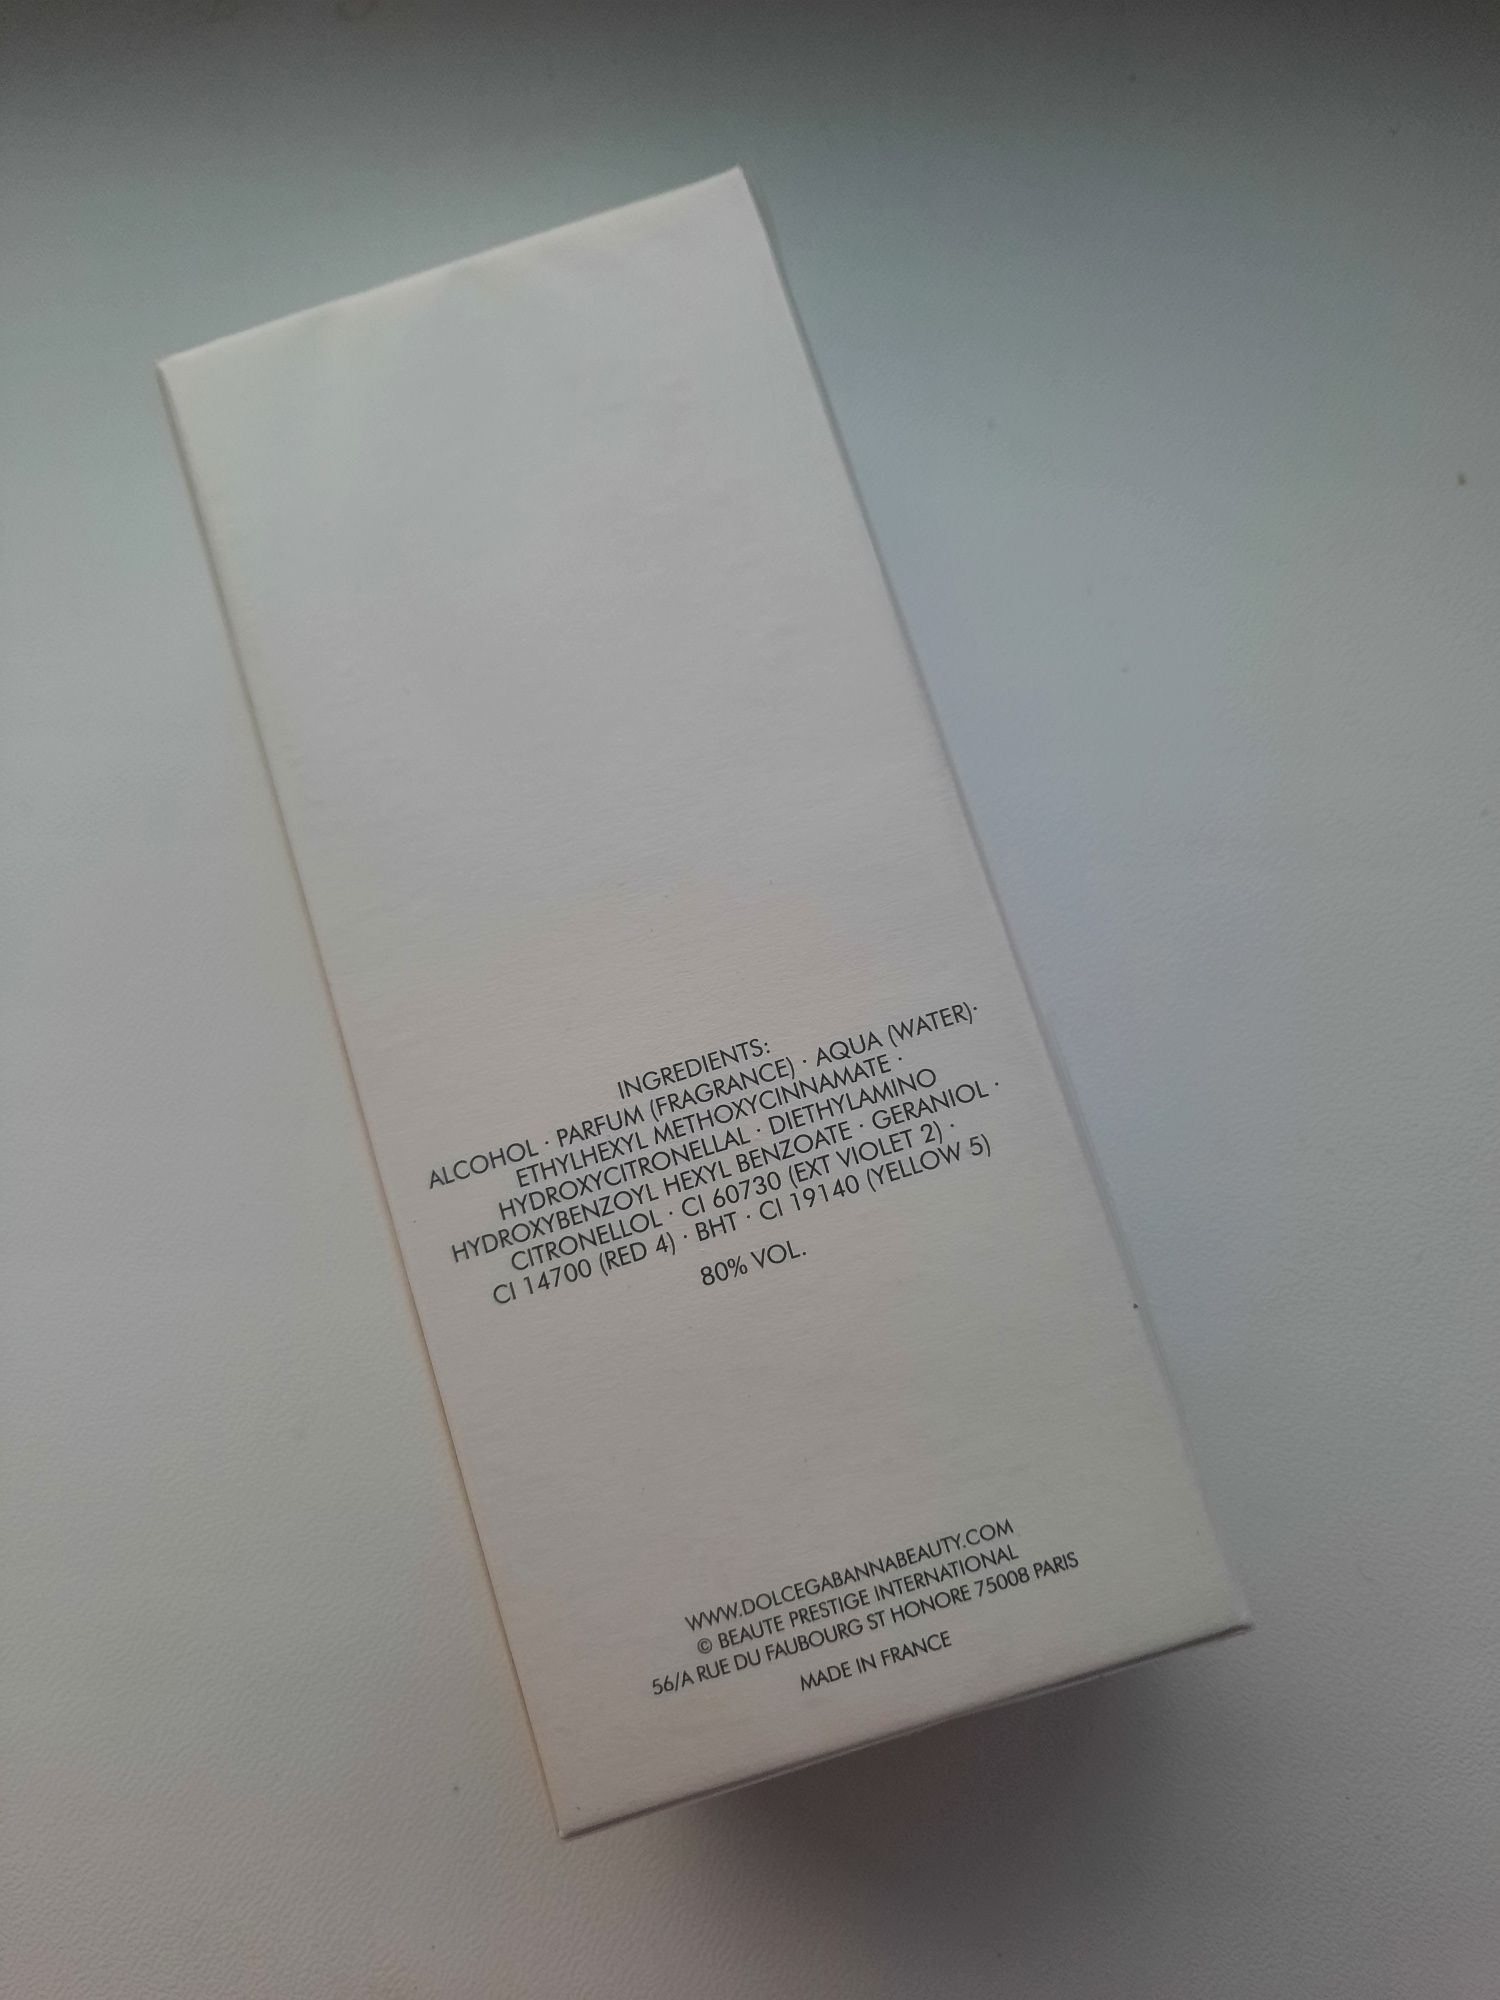 INGREDIENTS:
ALCOHOL · PARFUM (FRAGRANCE) · AQUA (WATER)·
ETHYLHEXYL METHOXYCINNAMATE ·
HYDROXYCITRONELLAL · DIETHYLAMINO
HYDROXYBENZOYL HEXYL BENZOATE · GERANIOL ·
CITRONELLOL · CI 60730 (EXT VIOLET 2) ·
CI 14700 (RED 4) · BHT · CI 19140 (YELLOW 5)
80% VOL.
WWW.DOLCEGABANNABEAUTY.COM
© BEAUTE PRESTIGE INTERNATIONAL
56/A RUE DU FAUBOURG ST HONORE 75008 PARIS
MADE IN FRANCE